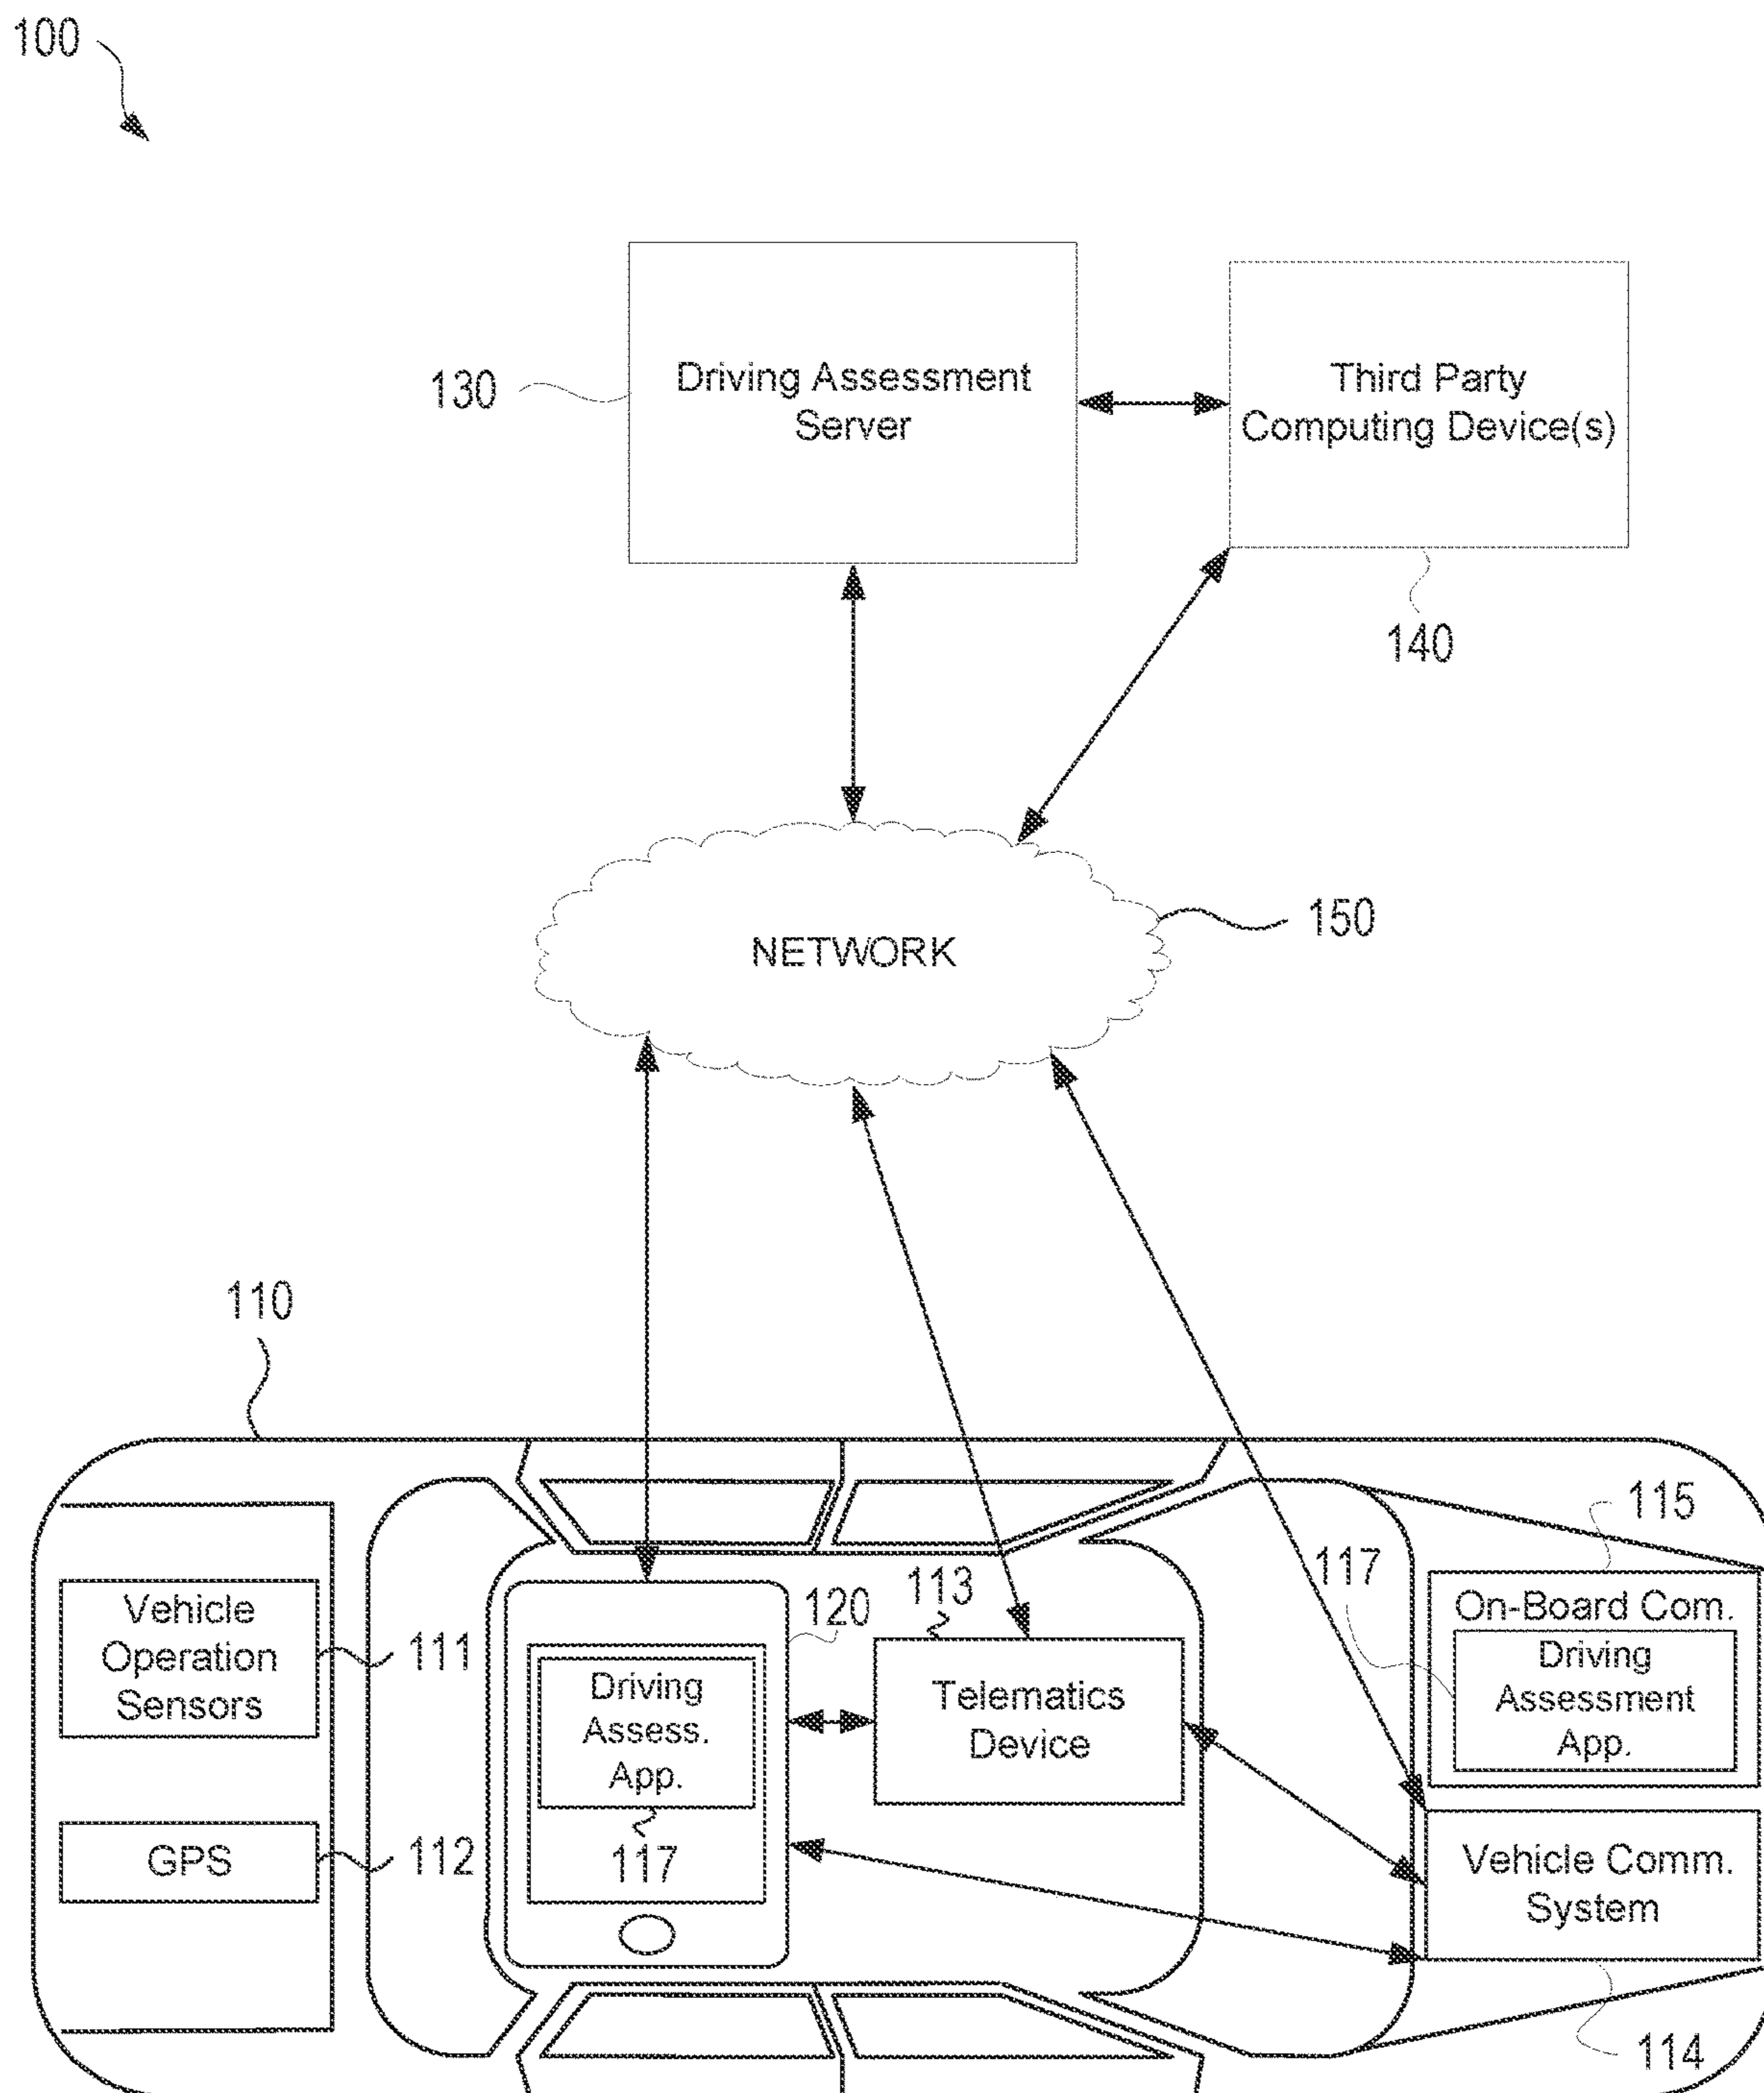 100
130
Driving Assessment
Server
Third Party
Computing Device(s)
140
NETWORK
150
110
Vehicle
Operation
Sensors
111
GPS
112
120
Driving
Assess.
App.
117
113
Telematics
Device
115
117
On-Board Com.
Driving
Assessment
App.
Vehicle Comm.
System
114